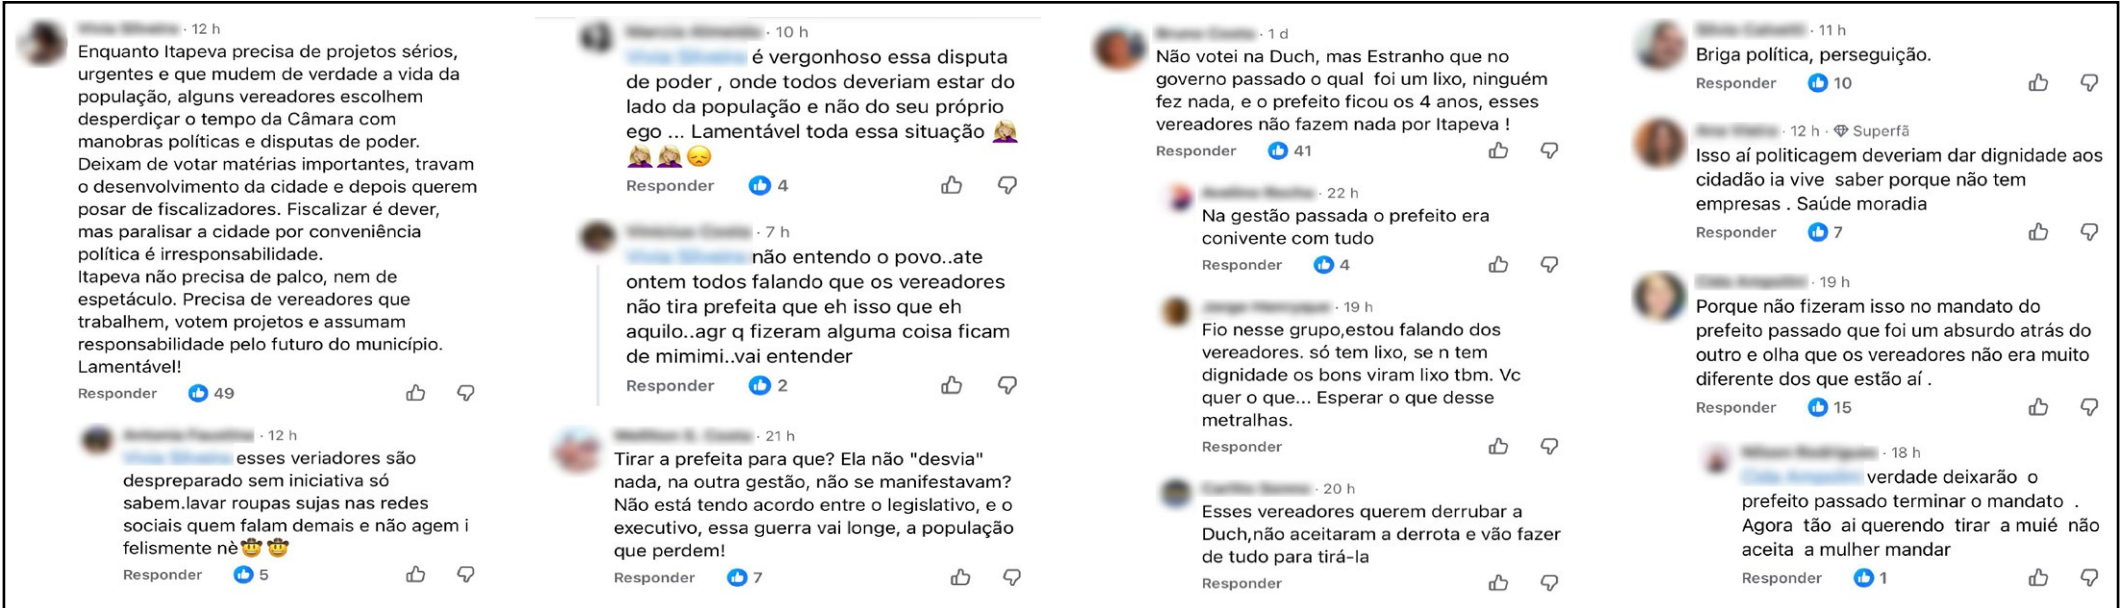 · 12 h
Enquanto Itapeva precisa de projetos sérios,
urgentes e que mudem de verdade a vida da
população, alguns vereadores escolhem
desperdiçar o tempo da Câmara com
manobras políticas e disputas de poder.
Deixam de votar matérias importantes, travam
o desenvolvimento da cidade e depois querem
posar de fiscalizadores. Fiscalizar é dever,
mas paralisar a cidade por conveniência
política é irresponsabilidade.
Itapeva não precisa de palco, nem de
espetáculo. Precisa de vereadores que
trabalhem, votem projetos e assumam
responsabilidade pelo futuro do município.
Lamentável!
Responder 49
· 12 h
esses veriadores são
despreparado sem iniciativa só
sabem.lavar roupas sujas nas redes
sociais quem falam demais e não agem i
felismente nè🤠🤠
Responder 5
· 10 h
é vergonhoso essa disputa
de poder , onde todos deveriam estar do
lado da população e não do seu próprio
ego ... Lamentável toda essa situação 🤦🏼‍♀️
🤦🏼‍♀️🤦🏼‍♀️😞
Responder 4
· 7 h
não entendo o povo..ate
ontem todos falando que os vereadores
não tira prefeita que eh isso que eh
aquilo..agr q fizeram alguma coisa ficam
de mimimi..vai entender
Responder 2
· 21 h
Tirar a prefeita para que? Ela não "desvia"
nada, na outra gestão, não se manifestavam?
Não está tendo acordo entre o legislativo, e o
executivo, essa guerra vai longe, a população
que perdem!
Responder 7
· 1 d
Não votei na Duch, mas Estranho que no
governo passado o qual foi um lixo, ninguém
fez nada, e o prefeito ficou os 4 anos, esses
vereadores não fazem nada por Itapeva !
Responder 41
· 22 h
Na gestão passada o prefeito era
conivente com tudo
Responder 4
· 19 h
Fio nesse grupo,estou falando dos
vereadores. só tem lixo, se n tem
dignidade os bons viram lixo tbm. Vc
quer o que... Esperar o que desse
metralhas.
Responder
· 20 h
Esses vereadores querem derrubar a
Duch,não aceitaram a derrota e vão fazer
de tudo para tirá-la
Responder
· 11 h
Briga política, perseguição.
Responder 10
· 12 h · Superfã
Isso aí politicagem deveriam dar dignidade aos
cidadão ia vive saber porque não tem
empresas . Saúde moradia
Responder 7
· 19 h
Porque não fizeram isso no mandato do
prefeito passado que foi um absurdo atrás do
outro e olha que os vereadores não era muito
diferente dos que estão aí .
Responder 15
· 18 h
verdade deixarão o
prefeito passado terminar o mandato .
Agora tão ai querendo tirar a muié não
aceita a mulher mandar
Responder 1